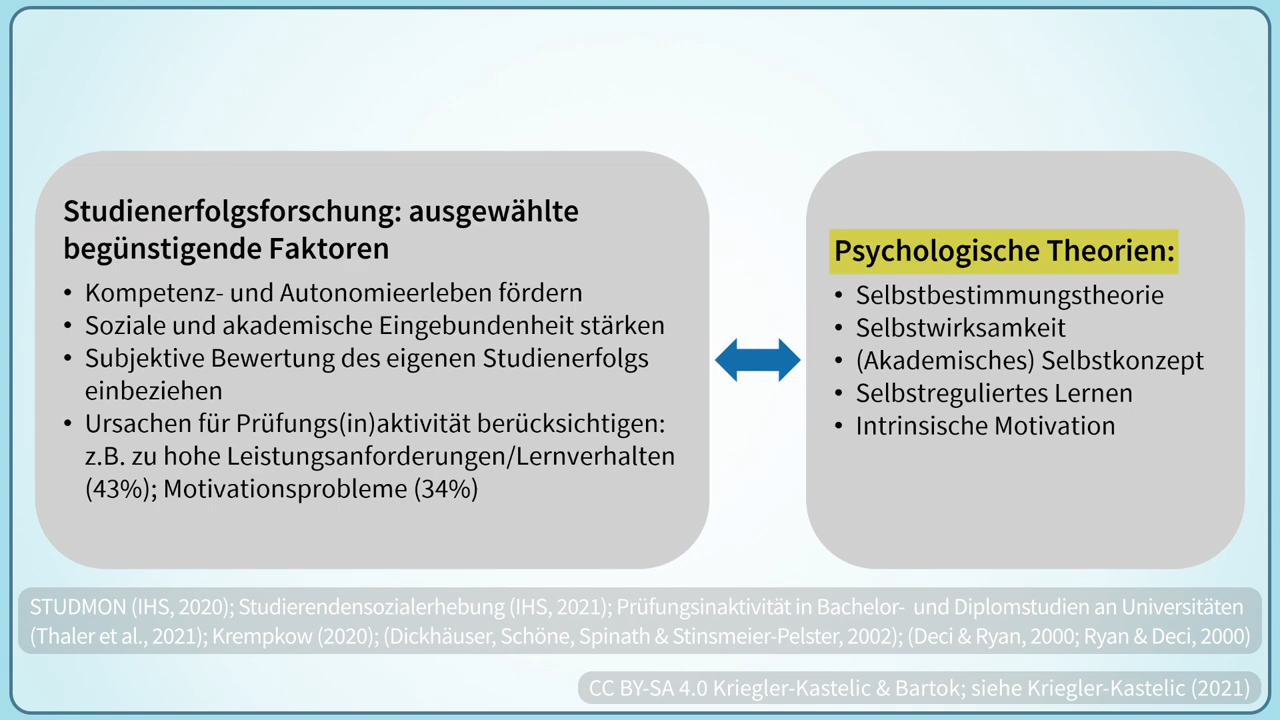 Studienerfolgsforschung: ausgewählte
begünstigende Faktoren
• Kompetenz- und Autonomieerleben fördern
• Soziale und akademische Eingebundenheit stärken
• Subjektive Bewertung des eigenen Studienerfolgs
einbeziehen
• Ursachen für Prüfungs(in)aktivität berücksichtigen:
z.B. zu hohe Leistungsanforderungen/Lernverhalten
(43%); Motivationsprobleme (34%)
Psychologische Theorien:
• Selbstbestimmungstheorie
• Selbstwirksamkeit
• (Akademisches) Selbstkonzept
• Selbstreguliertes Lernen
• Intrinsische Motivation
STUDMON (IHS, 2020); Studierendensozialerhebung (IHS, 2021); Prüfungsinaktivität in Bachelor- und Diplomstudien an Universitäten
(Thaler et al., 2021); Krempkow (2020); (Dickhäuser, Schöne, Spinath & Stinsmeier-Pelster, 2002); (Deci & Ryan, 2000; Ryan & Deci, 2000)
CC BY-SA 4.0 Kriegler-Kastelic & Bartok; siehe Kriegler-Kastelic (2021)